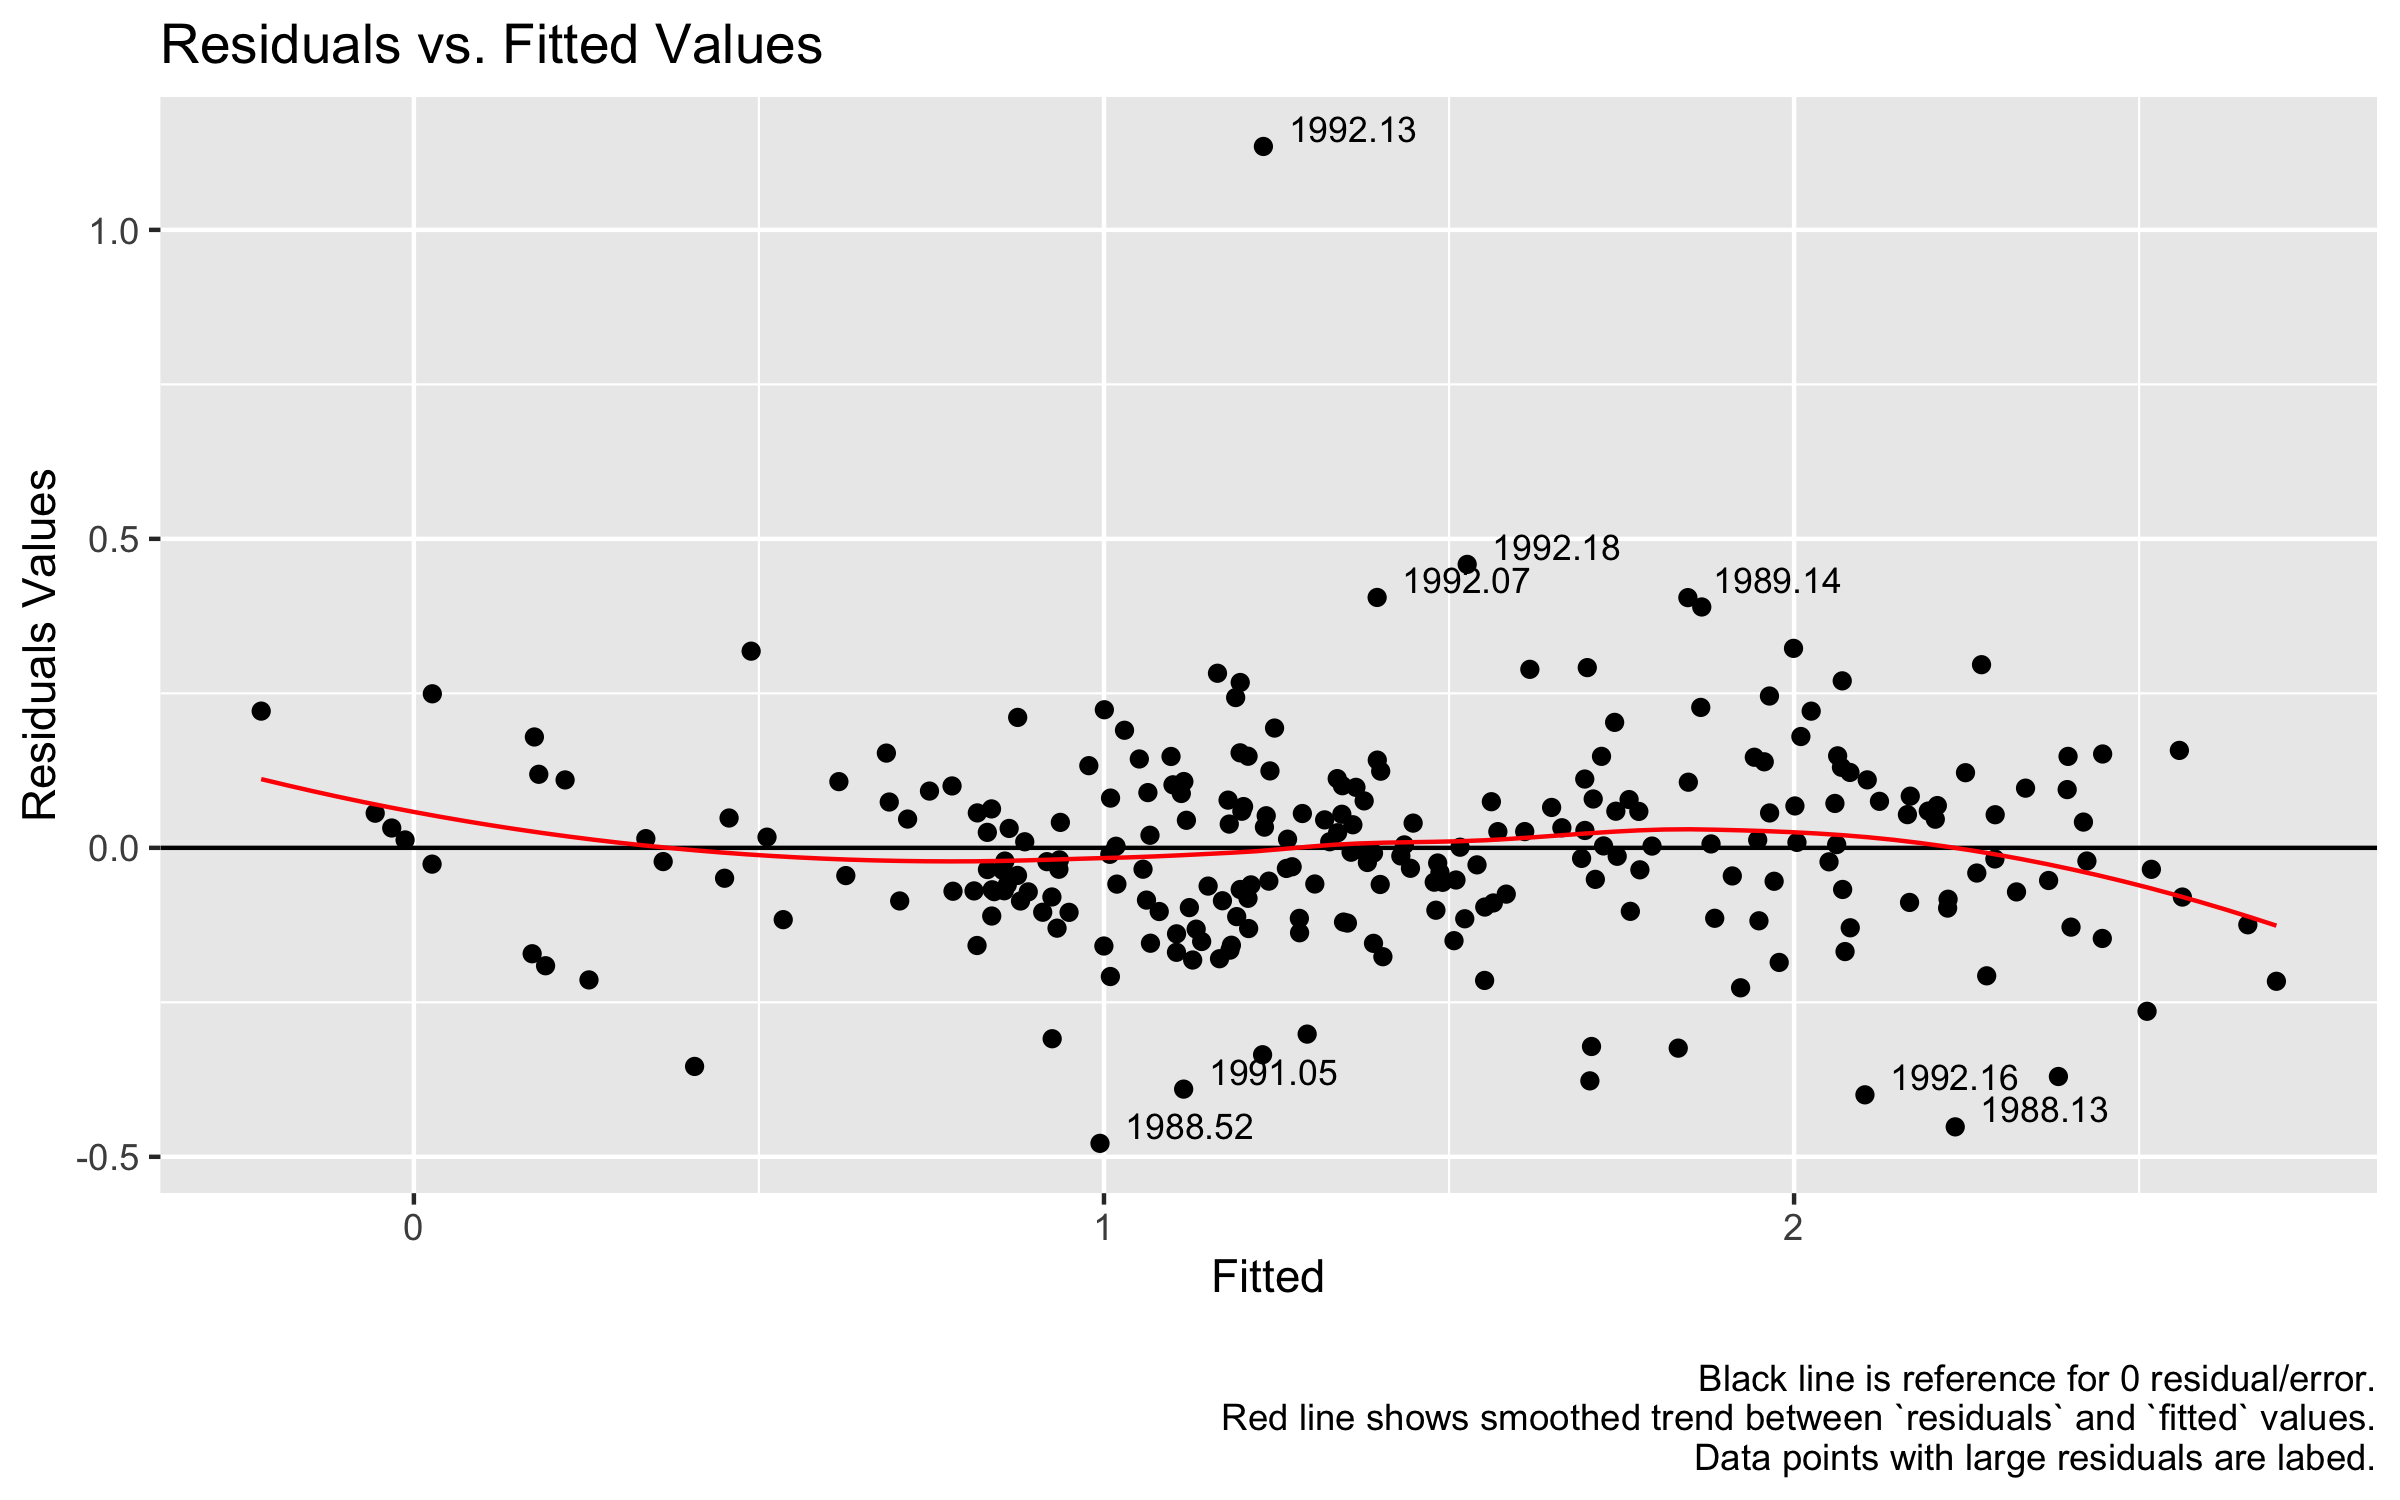 Residuals vs. Fitted Values
1992.13
1.0
1992.18
0.5
1992.07
1989.14
Residuals Values
0.0
1991.05
1992.16
1988.13
1988.52
-0.5
0
1
2
Fitted
Black line is reference for 0 residual/error.
Red line shows smoothed trend between `residuals` and `fitted` values.
Data points with large residuals are labed.